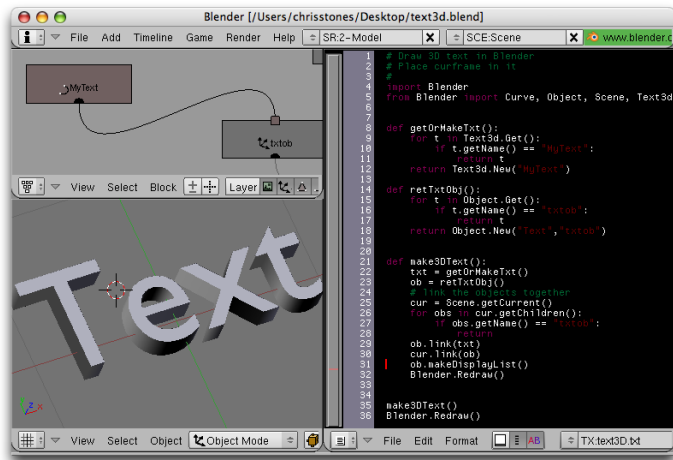 Blender [/Users/chrisstones/Desktop/text3d.blend]
File Add Timeline Game Render Help SR:2-Model X SCE:Scene X www.blender.
MyText
txtob
View Select Block Layer
Text
z x
View Select Object Object Mode
1 # Draw 3D text in Blender
2 # Place curframe in it
3 #
4 import Blender
5 from Blender import Curve, Object, Scene, Text3d
6
7
8 def getOrMakeTxt():
9 for t in Text3d.Get():
10 if t.getName() == "MyText":
11 return t
12 return Text3d.New("MyText")
13
14 def retTxtObj():
15 for t in Object.Get():
16 if t.getName() == "txtob":
17 return t
18 return Object.New("Text","txtob")
19
20
21 def make3DText():
22 txt = getOrMakeTxt()
23 ob = retTxtObj()
24 # link the objects together
25 cur = Scene.getCurrent()
26 for obs in cur.getChildren():
27 if obs.getName() == "txtob":
28 return
29 ob.link(txt)
30 cur.link(ob)
31 ob.makeDisplayList()
32 Blender.Redraw()
33
34
35 make3DText()
36 Blender.Redraw()
File Edit Format AB TX:text3D.txt